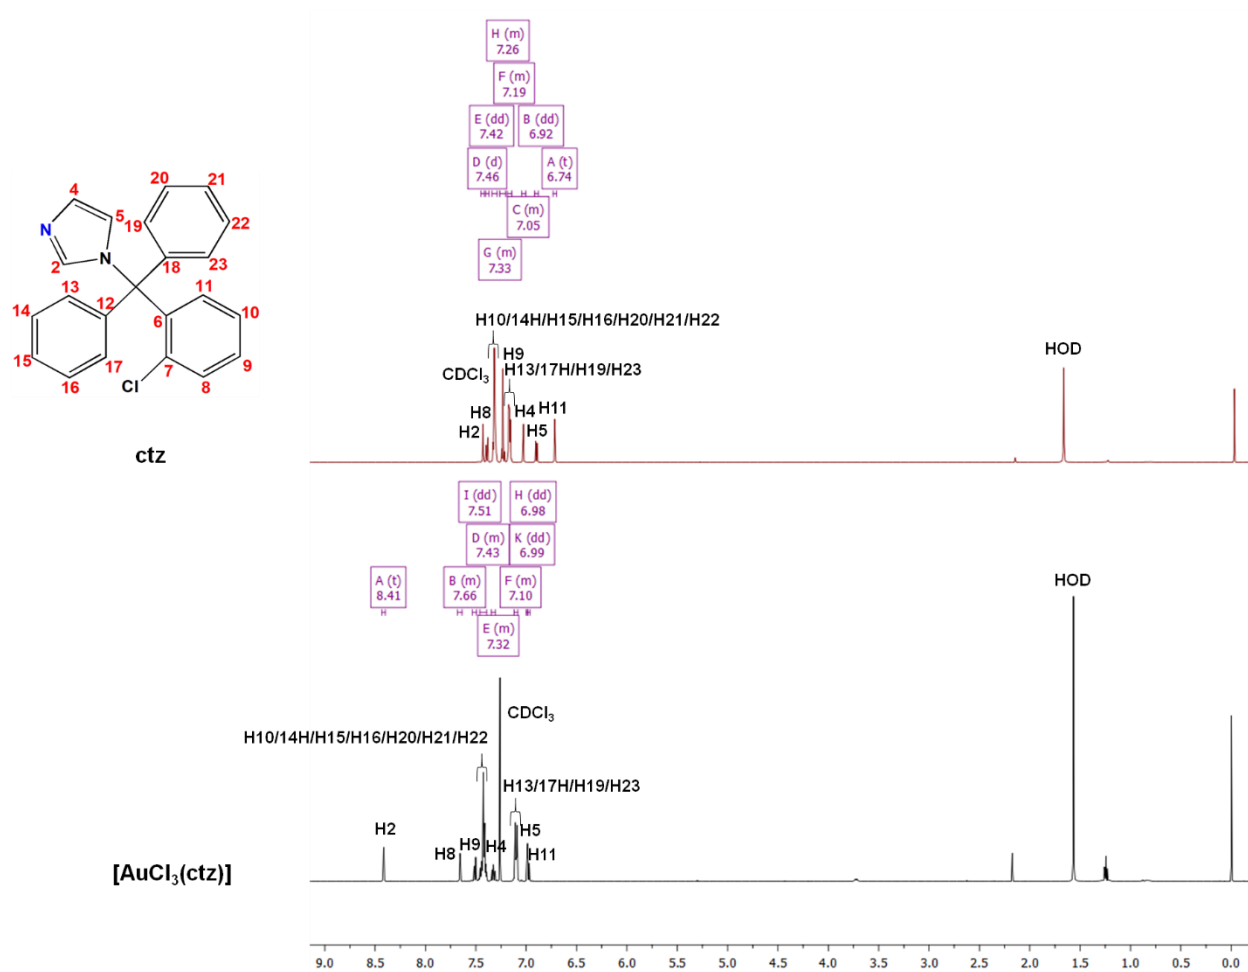 H (m)
7.26
F (m)
7.19
E (dd)
7.42
B (dd)
6.92
D (d)
7.46
A (t)
6.74
C (m)
7.05
G (m)
7.33
4
5
N
2
N
20
21
19
22
18
23
13
14
12
15
16
17
11
6
10
7
9
8
Cl
ctz
H10/14H/H15/H16/H20/H21/H22
HOD
H9
CDCl3
H13/17H/H19/H23
H8
H4
H11
H2
H5
I (dd)
7.51
H (dd)
6.98
D (m)
7.43
K (dd)
6.99
A (t)
8.41
B (m)
7.66
F (m)
7.10
E (m)
7.32
HOD
CDCl3
H10/14H/H15/H16/H20/H21/H22
H13/17H/H19/H23
H2
H5
H8
H9
H4
H11
[AuCl3(ctz)]
9.0 8.5 8.0 7.5 7.0 6.5 6.0 5.5 5.0 4.5 4.0 3.5 3.0 2.5 2.0 1.5 1.0 0.5 0.0